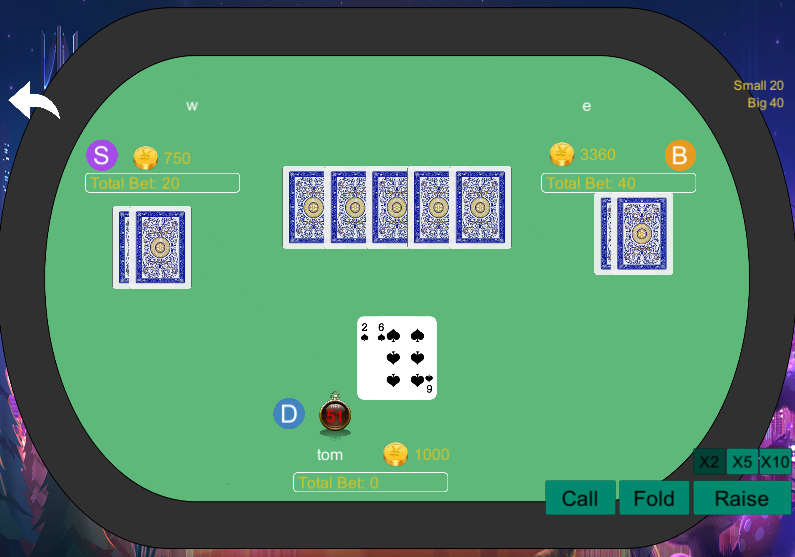 Small 20
Big 40
w
e
S
750
3360
B
Total Bet: 20
Total Bet: 40
2 6
6
D
51
tom
1000
Total Bet: 0
X2 X5 X10
Call Fold Raise